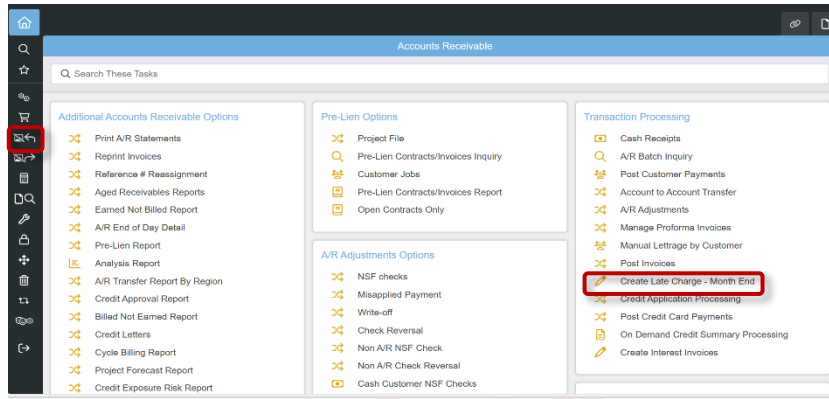 Accounts Receivable
Search These Tasks
Additional Accounts Receivable Options
Print A/R Statements
Reprint Invoices
Reference # Reassignment
Aged Receivables Reports
Earned Not Billed Report
A/R End of Day Detail
Pre-Lien Report
Analysis Report
A/R Transfer Report By Region
Credit Approval Report
Billed Not Earned Report
Credit Letters
Cycle Billing Report
Project Forecast Report
Credit Exposure Risk Report
Pre-Lien Options
Project File
Pre-Lien Contracts/Invoices Inquiry
Customer Jobs
Pre-Lien Contracts/Invoices Report
Open Contracts Only
A/R Adjustments Options
NSF checks
Misapplied Payment
Write-off
Check Reversal
Non A/R NSF Check
Non A/R Check Reversal
Cash Customer NSF Checks
Transaction Processing
Cash Receipts
A/R Batch Inquiry
Post Customer Payments
Account to Account Transfer
A/R Adjustments
Manage Proforma Invoices
Manual Lettrage by Customer
Post Invoices
Create Late Charge - Month End
Credit Application Processing
Post Credit Card Payments
On Demand Credit Summary Processing
Create Interest Invoices